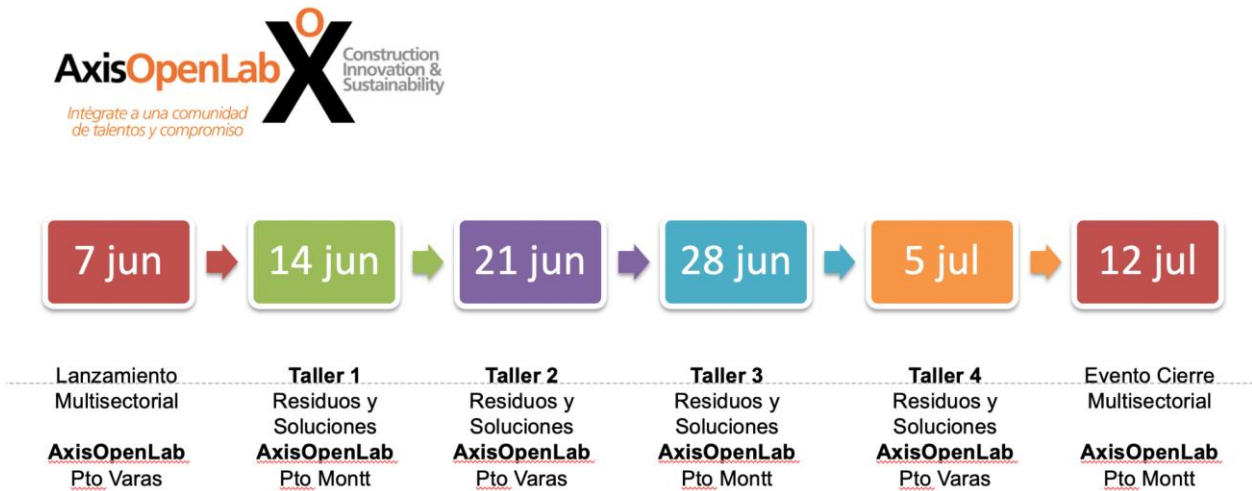 AxisOpenLab
Construction
Innovation &
Sustainability
Intégrate a una comunidad
de talentos y compromiso
7 jun
14 jun
21 jun
28 jun
5 jul
12 jul
Lanzamiento
Multisectorial
AxisOpenLab
Pto Varas
Taller 1
Residuos y
Soluciones
AxisOpenLab
Pto Montt
Taller 2
Residuos y
Soluciones
AxisOpenLab
Pto Varas
Taller 3
Residuos y
Soluciones
AxisOpenLab
Pto Montt
Taller 4
Residuos y
Soluciones
AxisOpenLab
Pto Varas
Evento Cierre
Multisectorial
AxisOpenLab
Pto Montt